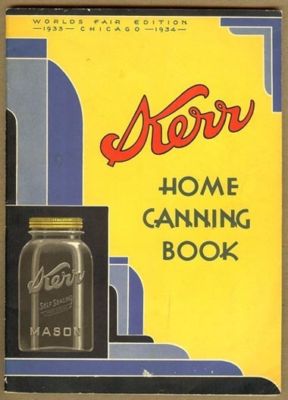 WORLDS FAIR EDITION
—1933— CHICAGO —1934—
Kerr
HOME
CANNING
BOOK
Kerr
SELF SEALING
MASON